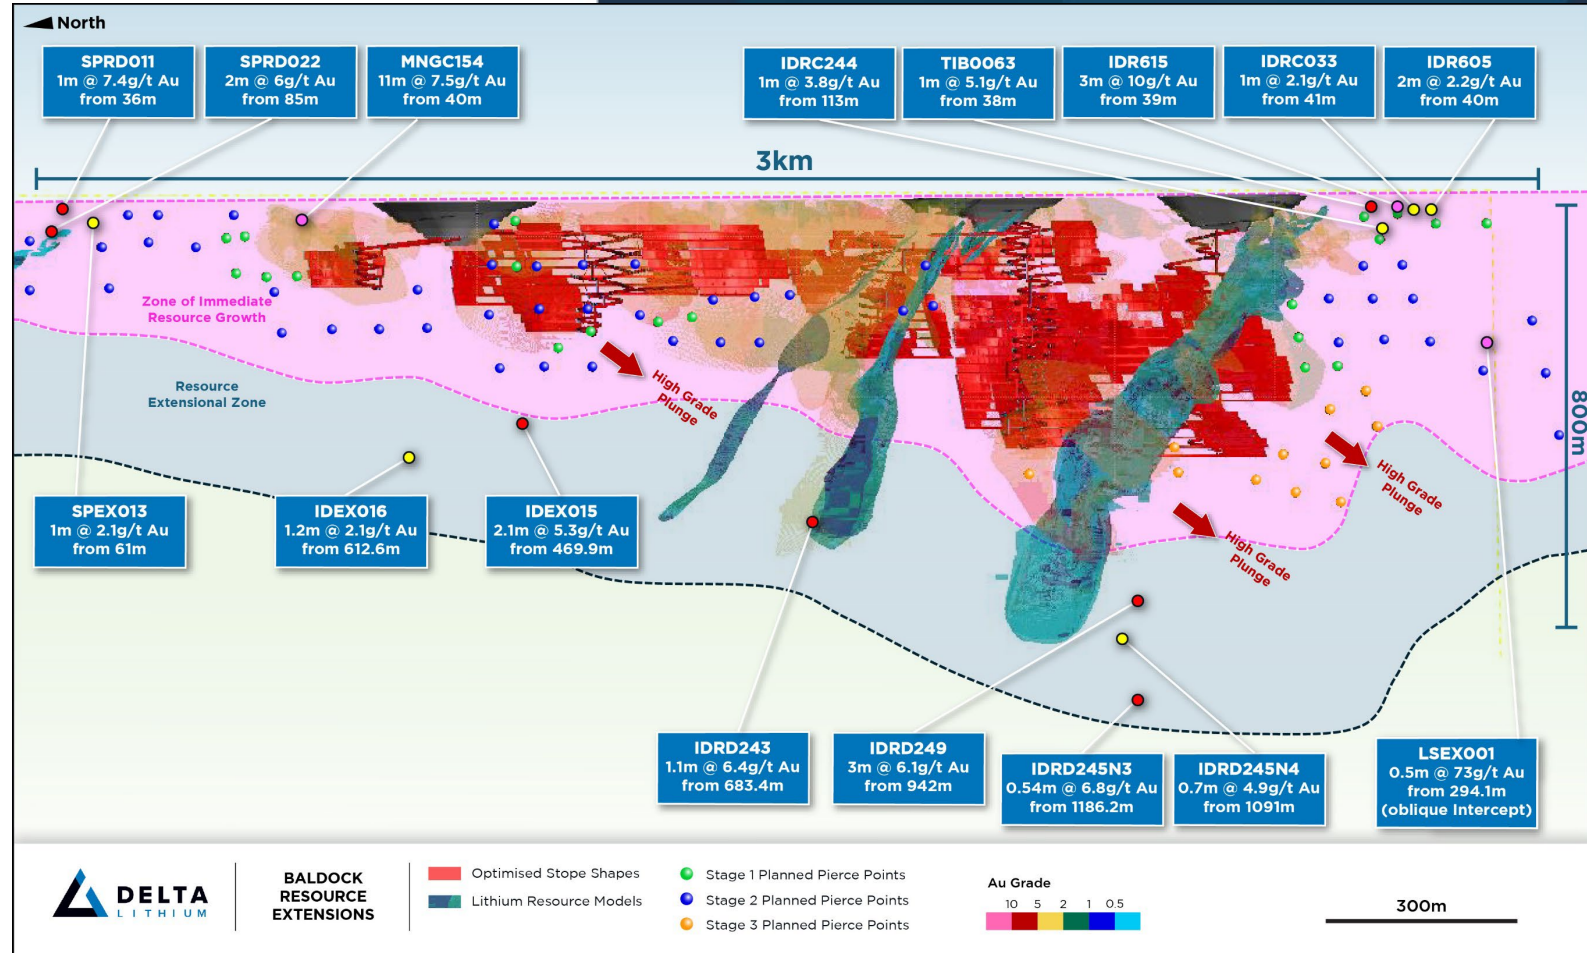 North
SPRD011
1m @ 7.4g/t Au
from 36m
SPRD022
2m @ 6g/t Au
from 85m
MNGC154
11m @ 7.5g/t Au
from 40m
IDRC244
1m @ 3.8g/t Au
from 113m
TIB0063
1m @ 5.1g/t Au
from 38m
IDR615
3m @ 10g/t Au
from 39m
IDRC033
1m @ 2.1g/t Au
from 41m
IDR605
2m @ 2.2g/t Au
from 40m
3km
Zone of Immediate
Resource Growth
Resource
Extensional Zone
High Grade
Plunge
High Grade
Plunge
High Grade
Plunge
800m
SPEX013
1m @ 2.1g/t Au
from 61m
IDEX016
1.2m @ 2.1g/t Au
from 612.6m
IDEX015
2.1m @ 5.3g/t Au
from 469.9m
IDRD243
1.1m @ 6.4g/t Au
from 683.4m
IDRD249
3m @ 6.1g/t Au
from 942m
IDRD245N3
0.54m @ 6.8g/t Au
from 1186.2m
IDRD245N4
0.7m @ 4.9g/t Au
from 1091m
LSEX001
0.5m @ 73g/t Au
from 294.1m
(oblique Intercept)
DELTA
LITHIUM
BALDOCK
RESOURCE
EXTENSIONS
Optimised Stope Shapes
Lithium Resource Models
Stage 1 Planned Pierce Points
Stage 2 Planned Pierce Points
Stage 3 Planned Pierce Points
Au Grade
10 5 2 1 0.5
300m